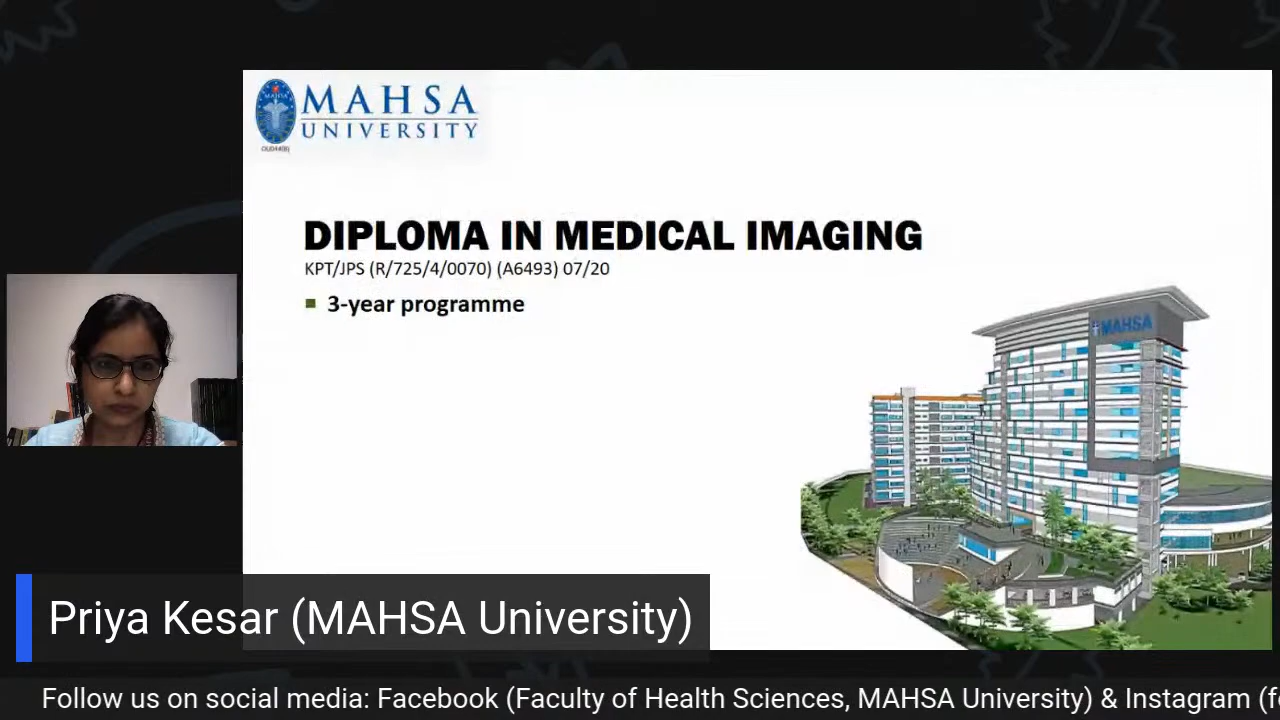 MAHSA
UNIVERSITY
DIPLOMA IN MEDICAL IMAGING
KPT/JPS (R/725/4/0070) (A6493) 07/20
3-year programme
MAHSA
Priya Kesar (MAHSA University)
Follow us on social media: Facebook (Faculty of Health Sciences, MAHSA University) & Instagram